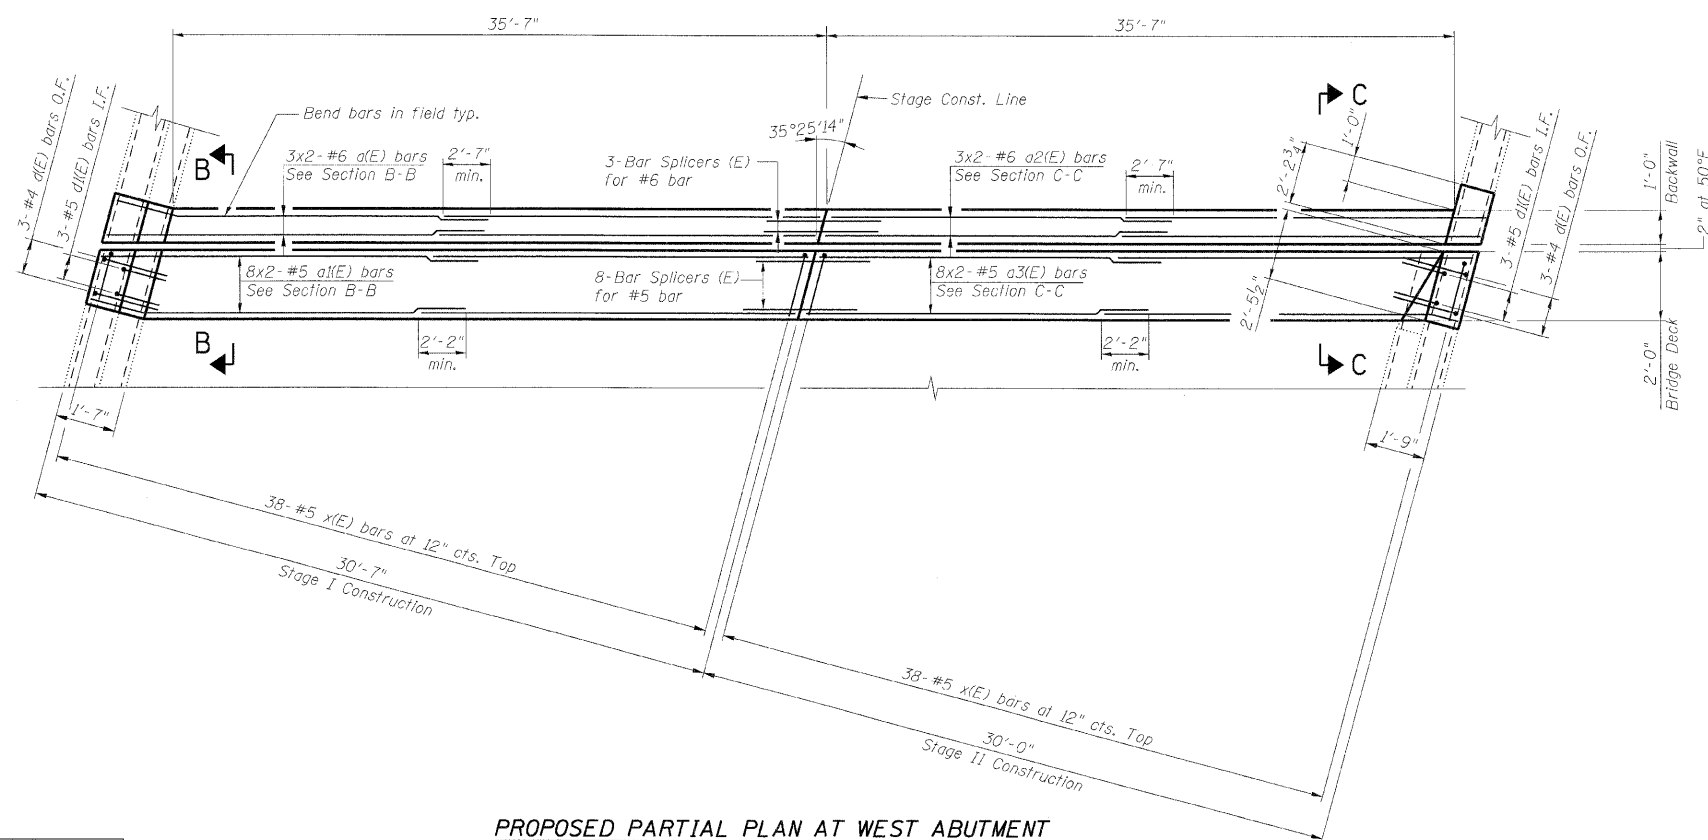 35'-7"
35'-7"
3-#4 d(E) bars O.F.
3-#5 d1(E) bars I.F.
Bend bars in field typ.
Stage Const. Line
35°25'14"
B
C
3x2-#6 a(E) bars
See Section B-B
2'-7"
min.
3-Bar Splicers (E)
for #6 bar
3x2-#6 a2(E) bars
See Section C-C
2'-7"
min.
2'-2 3/4"
1'-0"
3-#5 d1(E) bars I.F.
3-#4 d(E) bars O.F.
1'-0"
Backwall
2" at 50°F
8x2-#5 a1(E) bars
See Section B-B
8-Bar Splicers (E)
for #5 bar
8x2-#5 a3(E) bars
See Section C-C
2'-5 1/2"
B
2'-2"
min.
2'-2"
min.
C
2'-0"
Bridge Deck
1'-7"
1'-9"
38-#5 x(E) bars at 12" cts. Top
30'-7"
Stage I Construction
38-#5 x(E) bars at 12" cts. Top
30'-0"
Stage II Construction
PROPOSED PARTIAL PLAN AT WEST ABUTMENT